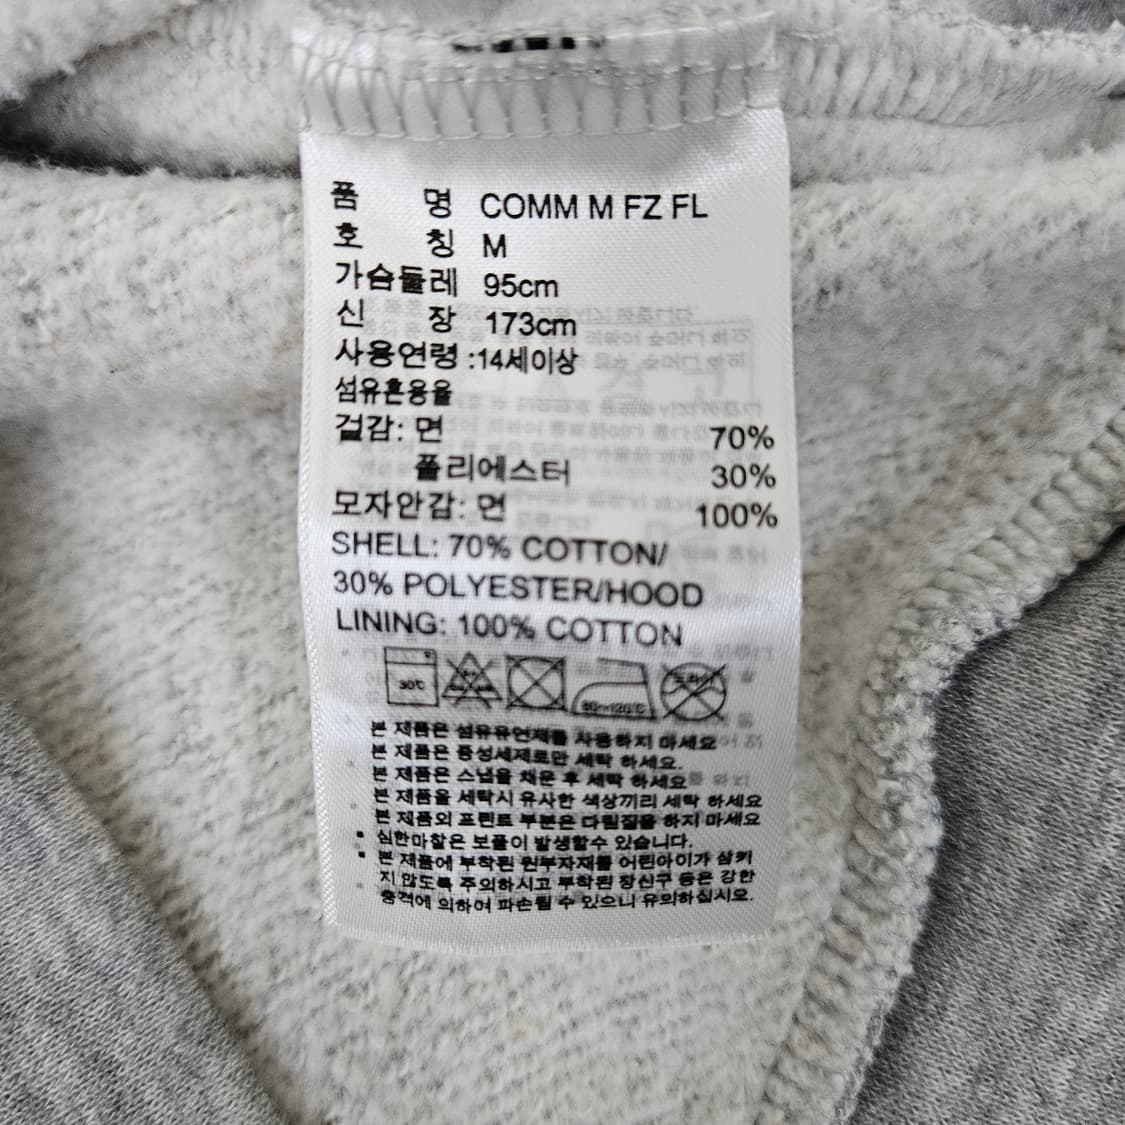 품 명 COMM M FZ FL
호 칭 M
가슴둘레 95cm
신 장 173cm
사용연령 :14세이상
섬유혼용율
겉감: 면 70%
폴리에스터 30%
모자안감: 면 100%
SHELL: 70% COTTON/
30% POLYESTER/HOOD
LINING: 100% COTTON
30℃ 80~120℃ 드라이
본 제품은 섬유유연제를 사용하지 마세요
본 제품은 중성세제로만 세탁 하세요.
본 제품은 스냅을 채운 후 세탁 하세요
본 제품을 세탁시 유사한 색상끼리 세탁 하세요
본 제품의 프린트 부분은 다림질을 하지 마세요
▪ 심한마찰은 보풀이 발생할수 있습니다.
▪ 본 제품에 부착된 원부자재를 어린아이가 삼키
지 않도록 주의하시고 부착된 장신구 등은 강한
충격에 의하여 파손될 수 있으니 유의하십시오.